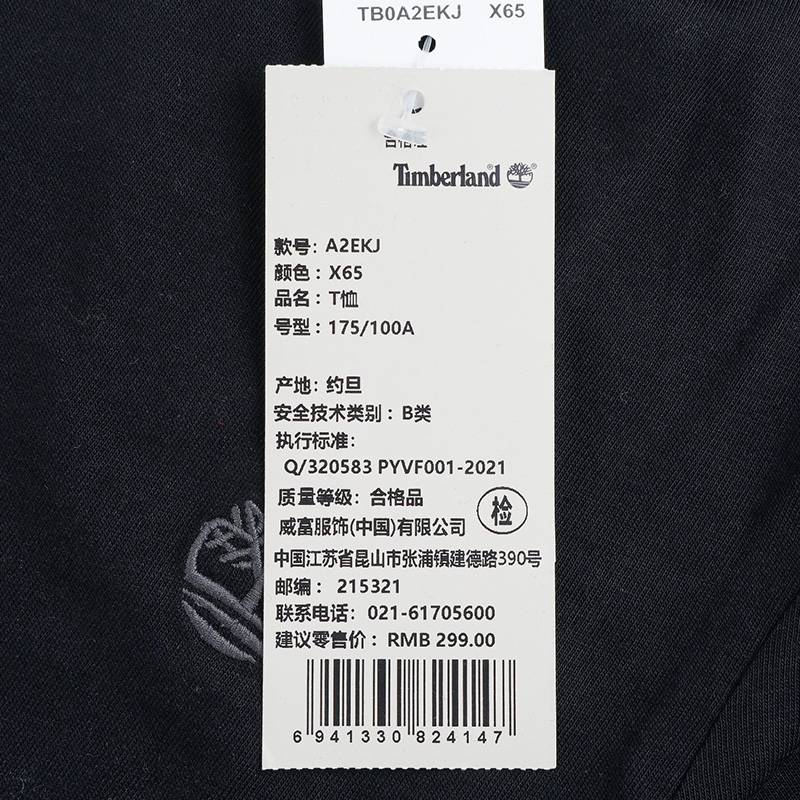 TB0A2EKJ X65
合格证
Timberland
款号: A2EKJ
颜色: X65
品名: T恤
号型: 175/100A
产地: 约旦
安全技术类别: B类
执行标准:
Q/320583 PYVF001-2021
质量等级: 合格品
检
威富服饰(中国)有限公司
中国江苏省昆山市张浦镇建德路390号
邮编: 215321
联系电话: 021-61705600
建议零售价: RMB 299.00
6 941330 824147